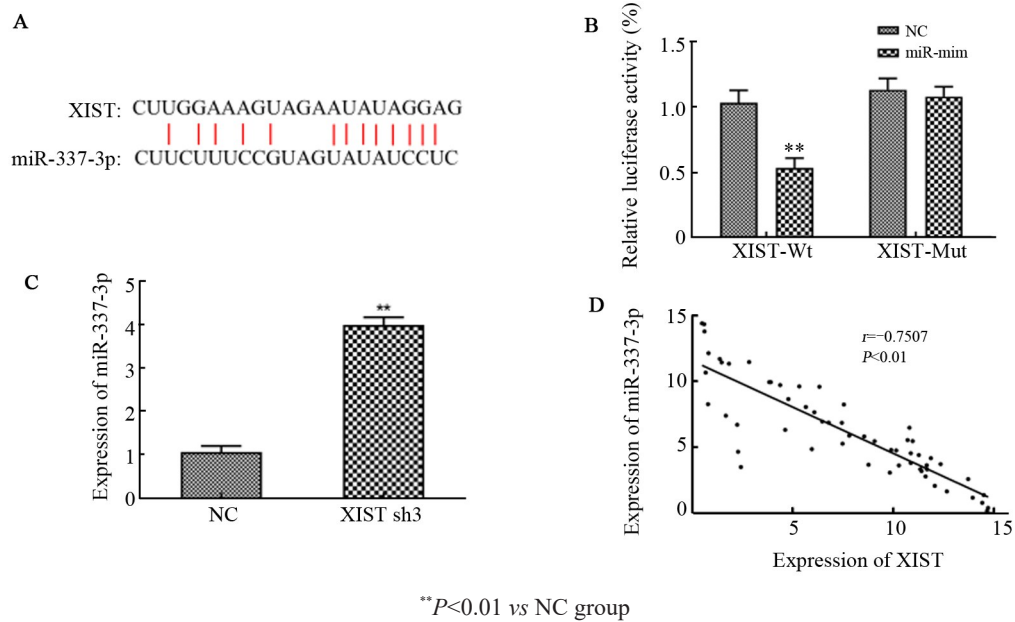 A
XIST: CUUGGAAAGUAGAAUAUAGGAG
miR-337-3p: CUUCUUUCCGUAGUAUAUCCUC
B
NC
miR-mim
Relative luciferase activity (%)
1.5
1.0
0.5
0
**
XIST-Wt
XIST-Mut
C
Expression of miR-337-3p
5
4
3
2
1
0
**
NC
XIST sh3
D
Expression of miR-337-3p
15
10
5
0
r=−0.7507
P<0.01
5
10
15
Expression of XIST
**P<0.01 vs NC group